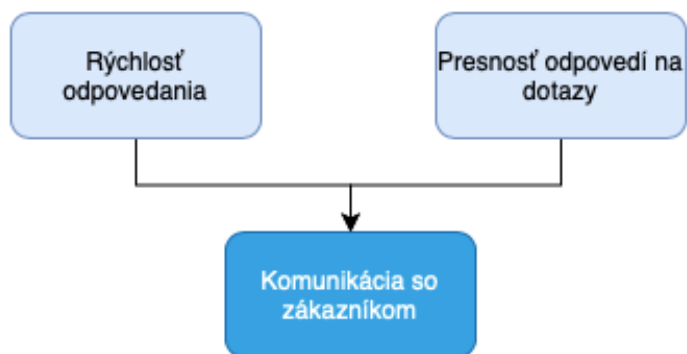 Rýchlosť
odpovedania
Presnosť odpovedí na
dotazy
Komunikácia so
zákazníkom